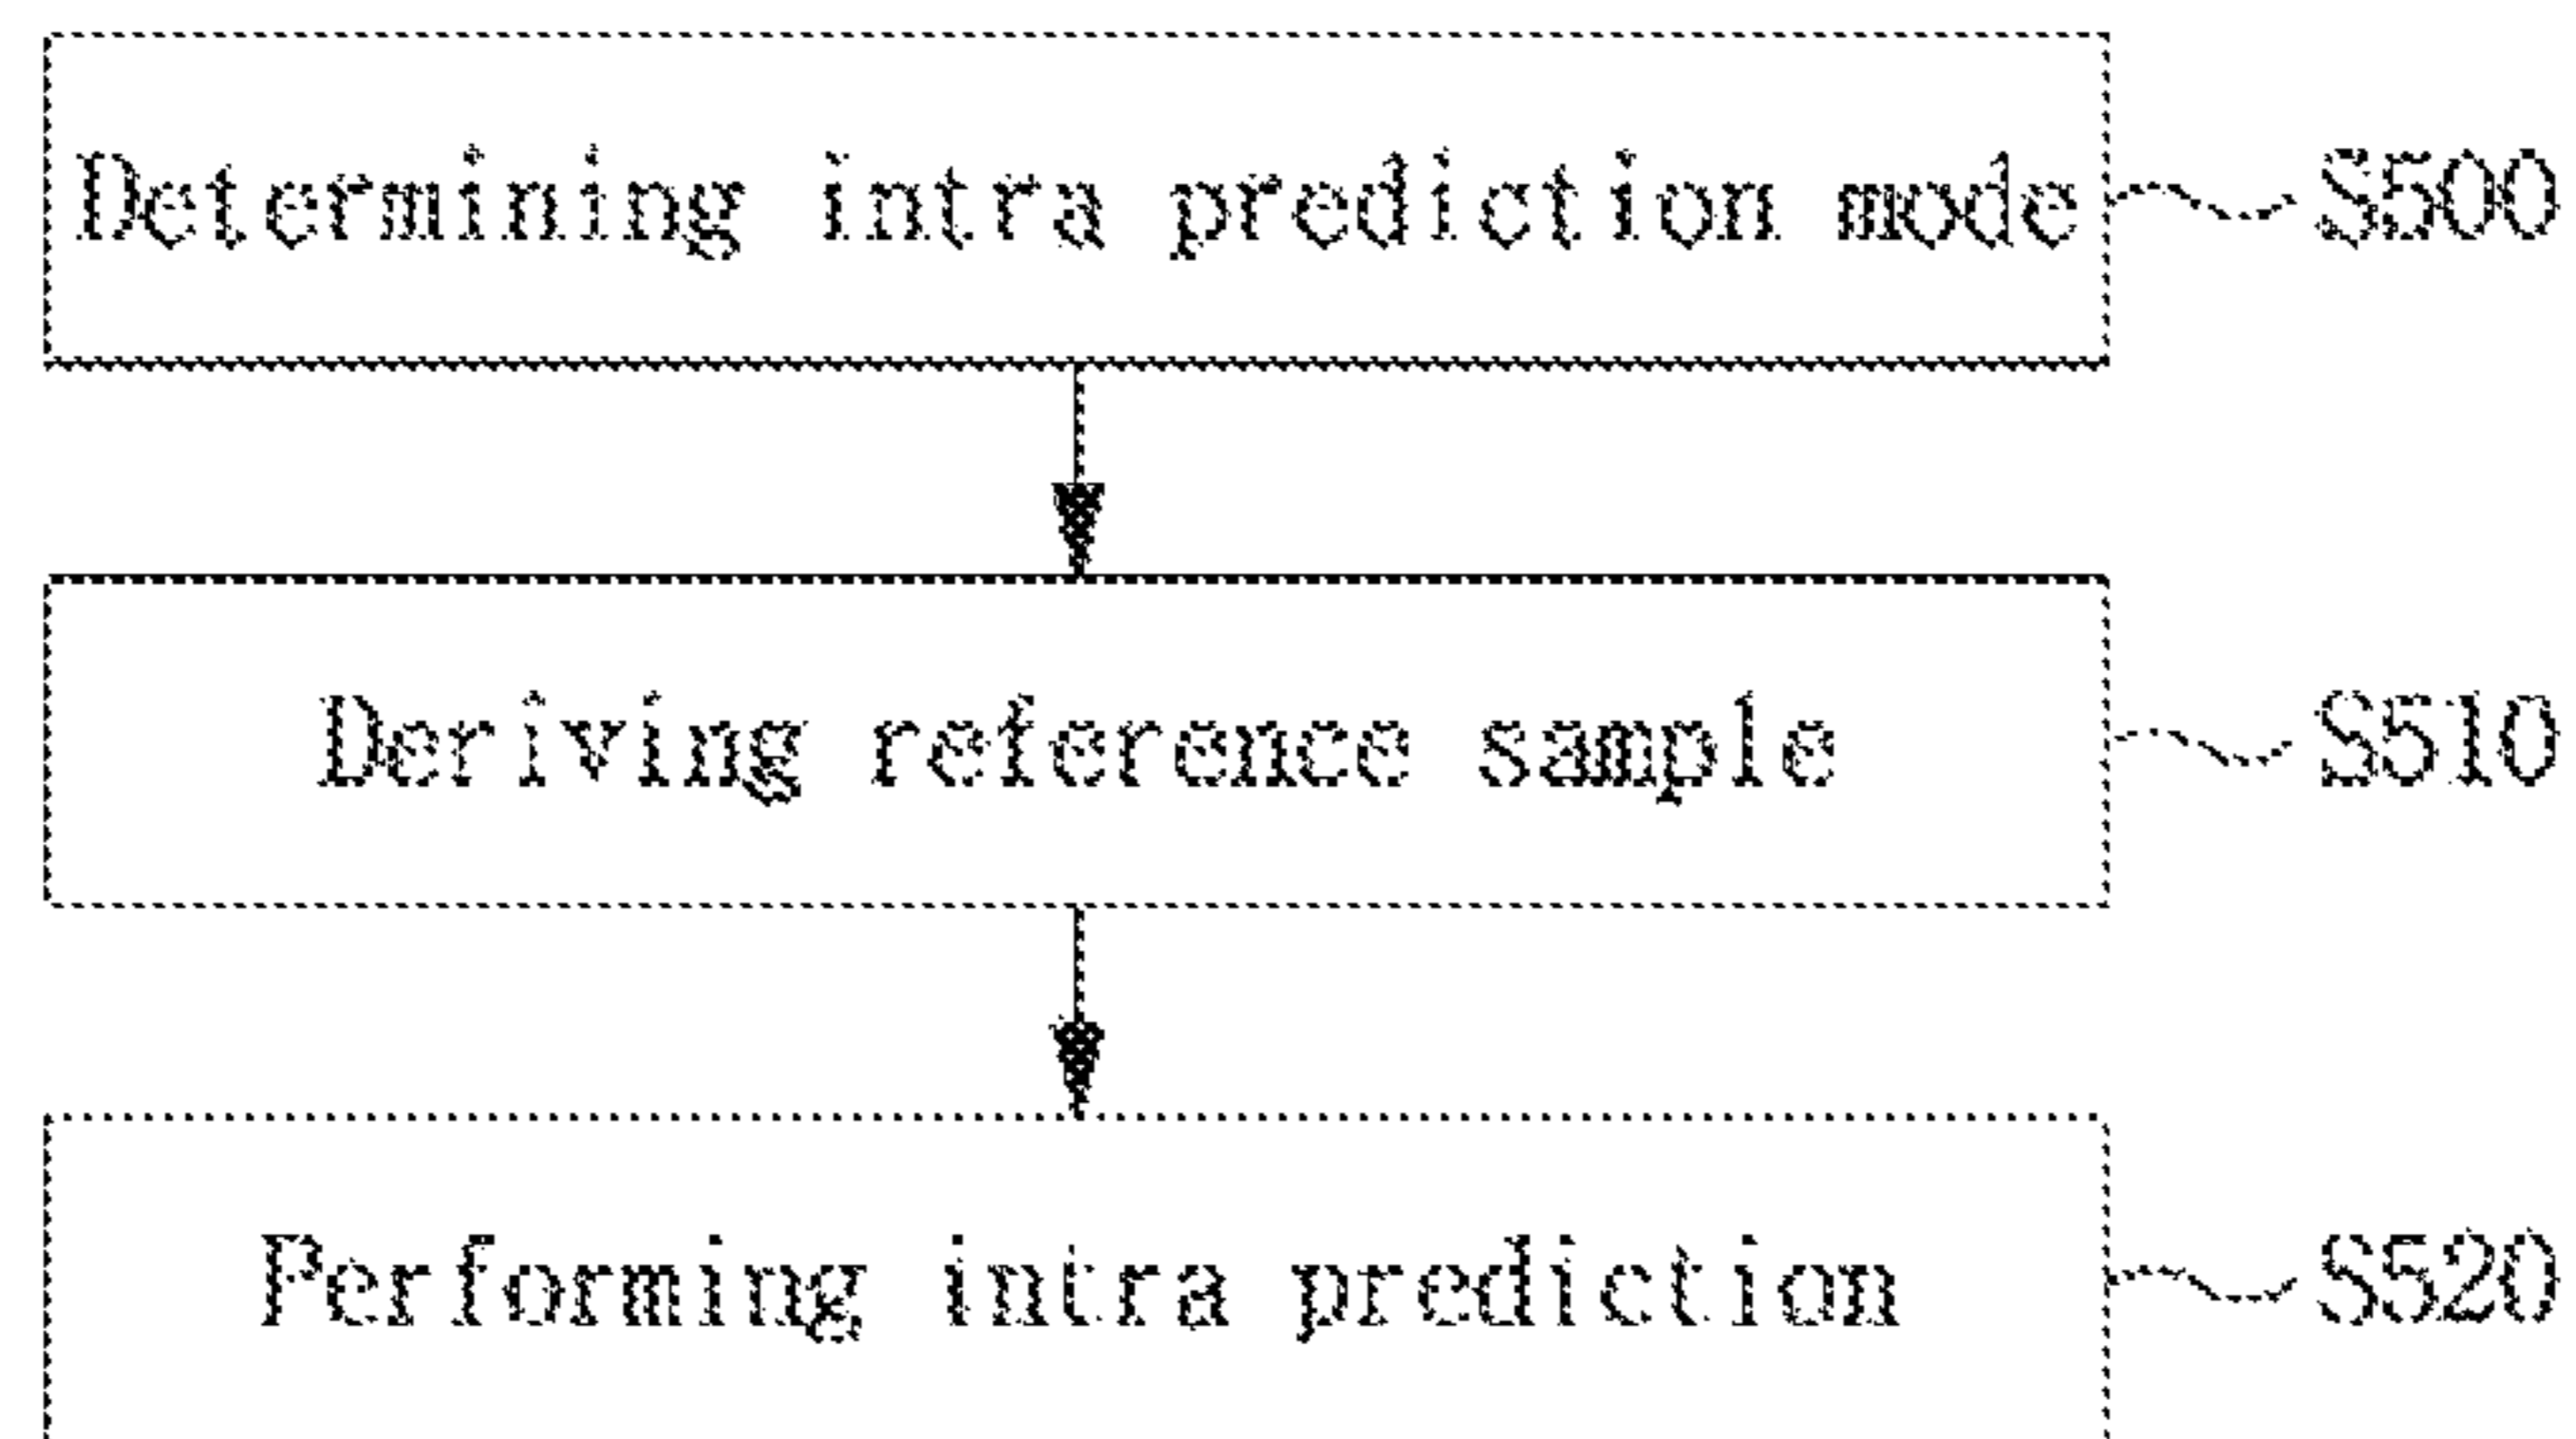 Determining intra prediction mode S500
Deriving reference sample S510
Performing intra prediction S520